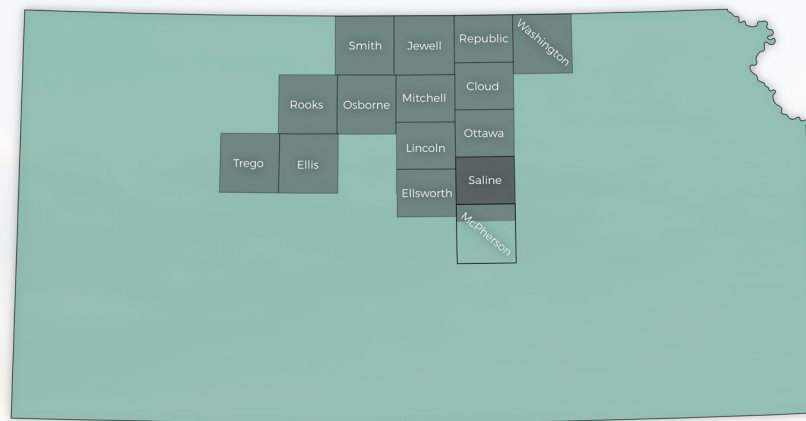 Smith
Jewell
Republic
Washington
Rooks
Osborne
Mitchell
Cloud
Trego
Ellis
Lincoln
Ottawa
Ellsworth
Saline
McPherson